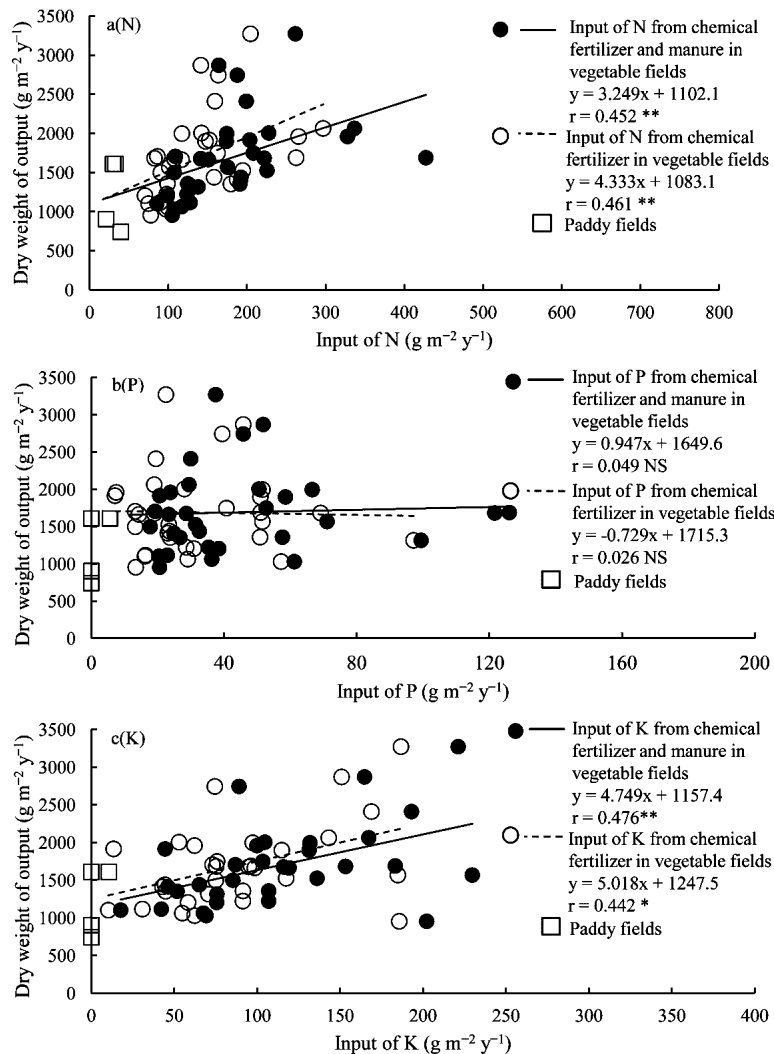 a(N)
Dry weight of output (g m⁻² y⁻¹)
3500
3000
2500
2000
1500
1000
500
0
0
100
200
300
400
500
600
700
800
Input of N (g m⁻² y⁻¹)
Input of N from chemical
fertilizer and manure in
vegetable fields
y = 3.249x + 1102.1
r = 0.452 **
Input of N from chemical
fertilizer in vegetable fields
y = 4.333x + 1083.1
r = 0.461 **
Paddy fields
b(P)
Dry weight of output (g m⁻² y⁻¹)
3500
3000
2500
2000
1500
1000
500
0
0
40
80
120
160
200
Input of P (g m⁻² y⁻¹)
Input of P from chemical
fertilizer and manure in
vegetable fields
y = 0.947x + 1649.6
r = 0.049 NS
Input of P from chemical
fertilizer in vegetable fields
y = -0.729x + 1715.3
r = 0.026 NS
Paddy fields
c(K)
Dry weight of output (g m⁻² y⁻¹)
3500
3000
2500
2000
1500
1000
500
0
0
50
100
150
200
250
300
350
400
Input of K (g m⁻² y⁻¹)
Input of K from chemical
fertilizer and manure in
vegetable fields
y = 4.749x + 1157.4
r = 0.476**
Input of K from chemical
fertilizer in vegetable fields
y = 5.018x + 1247.5
r = 0.442 *
Paddy fields